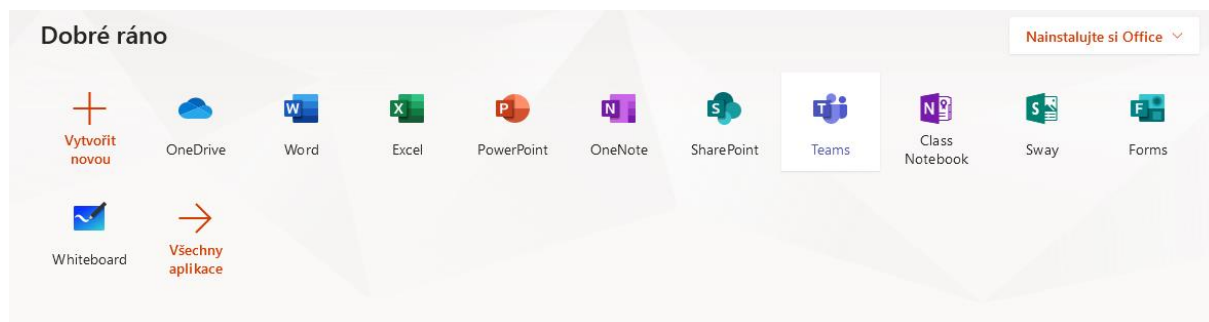 Dobré ráno
Nainstalujte si Office
Vytvořit
novou
OneDrive
Word
Excel
PowerPoint
OneNote
SharePoint
Teams
Class
Notebook
Sway
Forms
Whiteboard
Všechny
aplikace